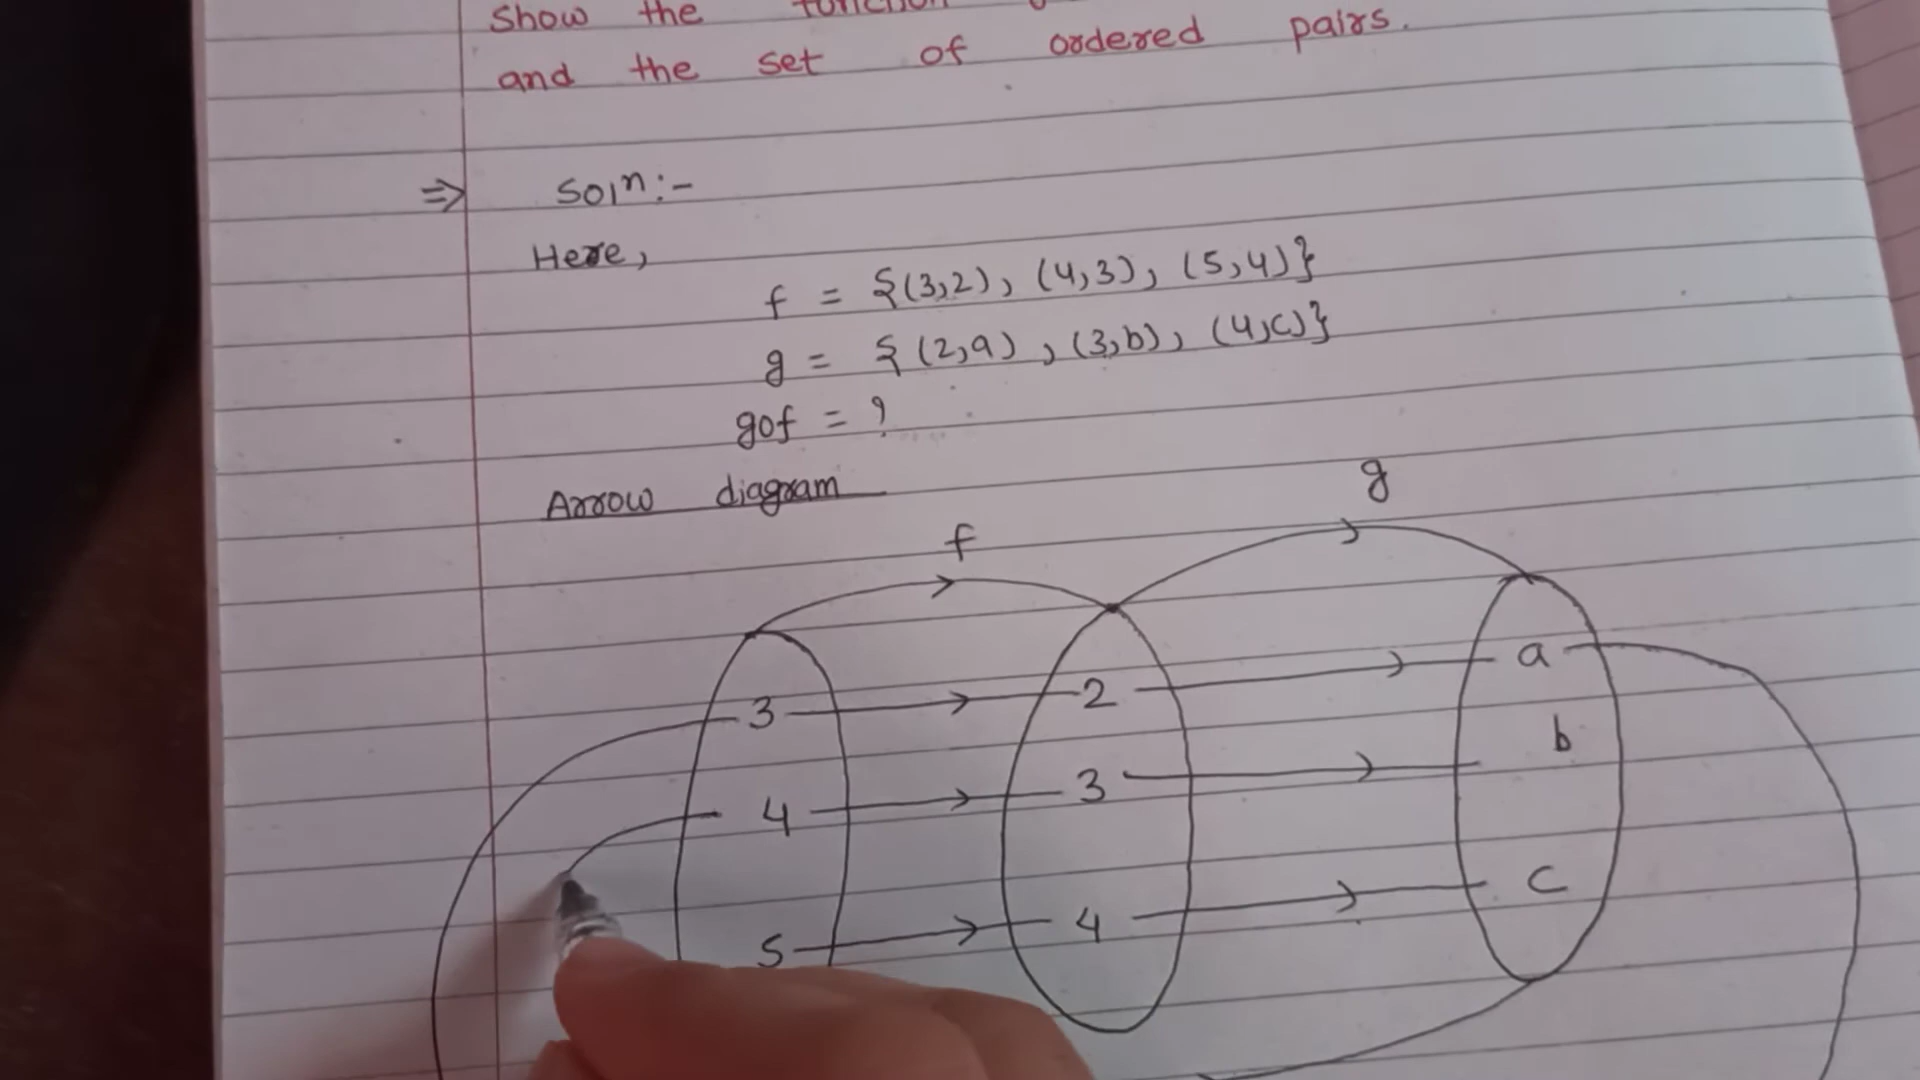 Show the function
and the set of ordered pairs.
⇒ Solⁿ:-
Here,
f = {(3,2), (4,3), (5,4)}
g = {(2,a), (3,b), (4,c)}
gof = ?
Arrow diagram
g
f
3 2 a
4 3 b
5 4 c